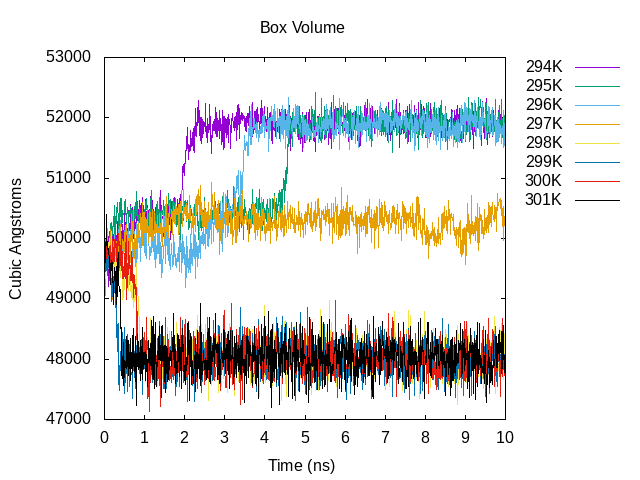 Box Volume
53000
52000
51000
50000
49000
48000
47000
Cubic Angstroms
0 1 2 3 4 5 6 7 8 9 10
Time (ns)
294K
295K
296K
297K
298K
299K
300K
301K